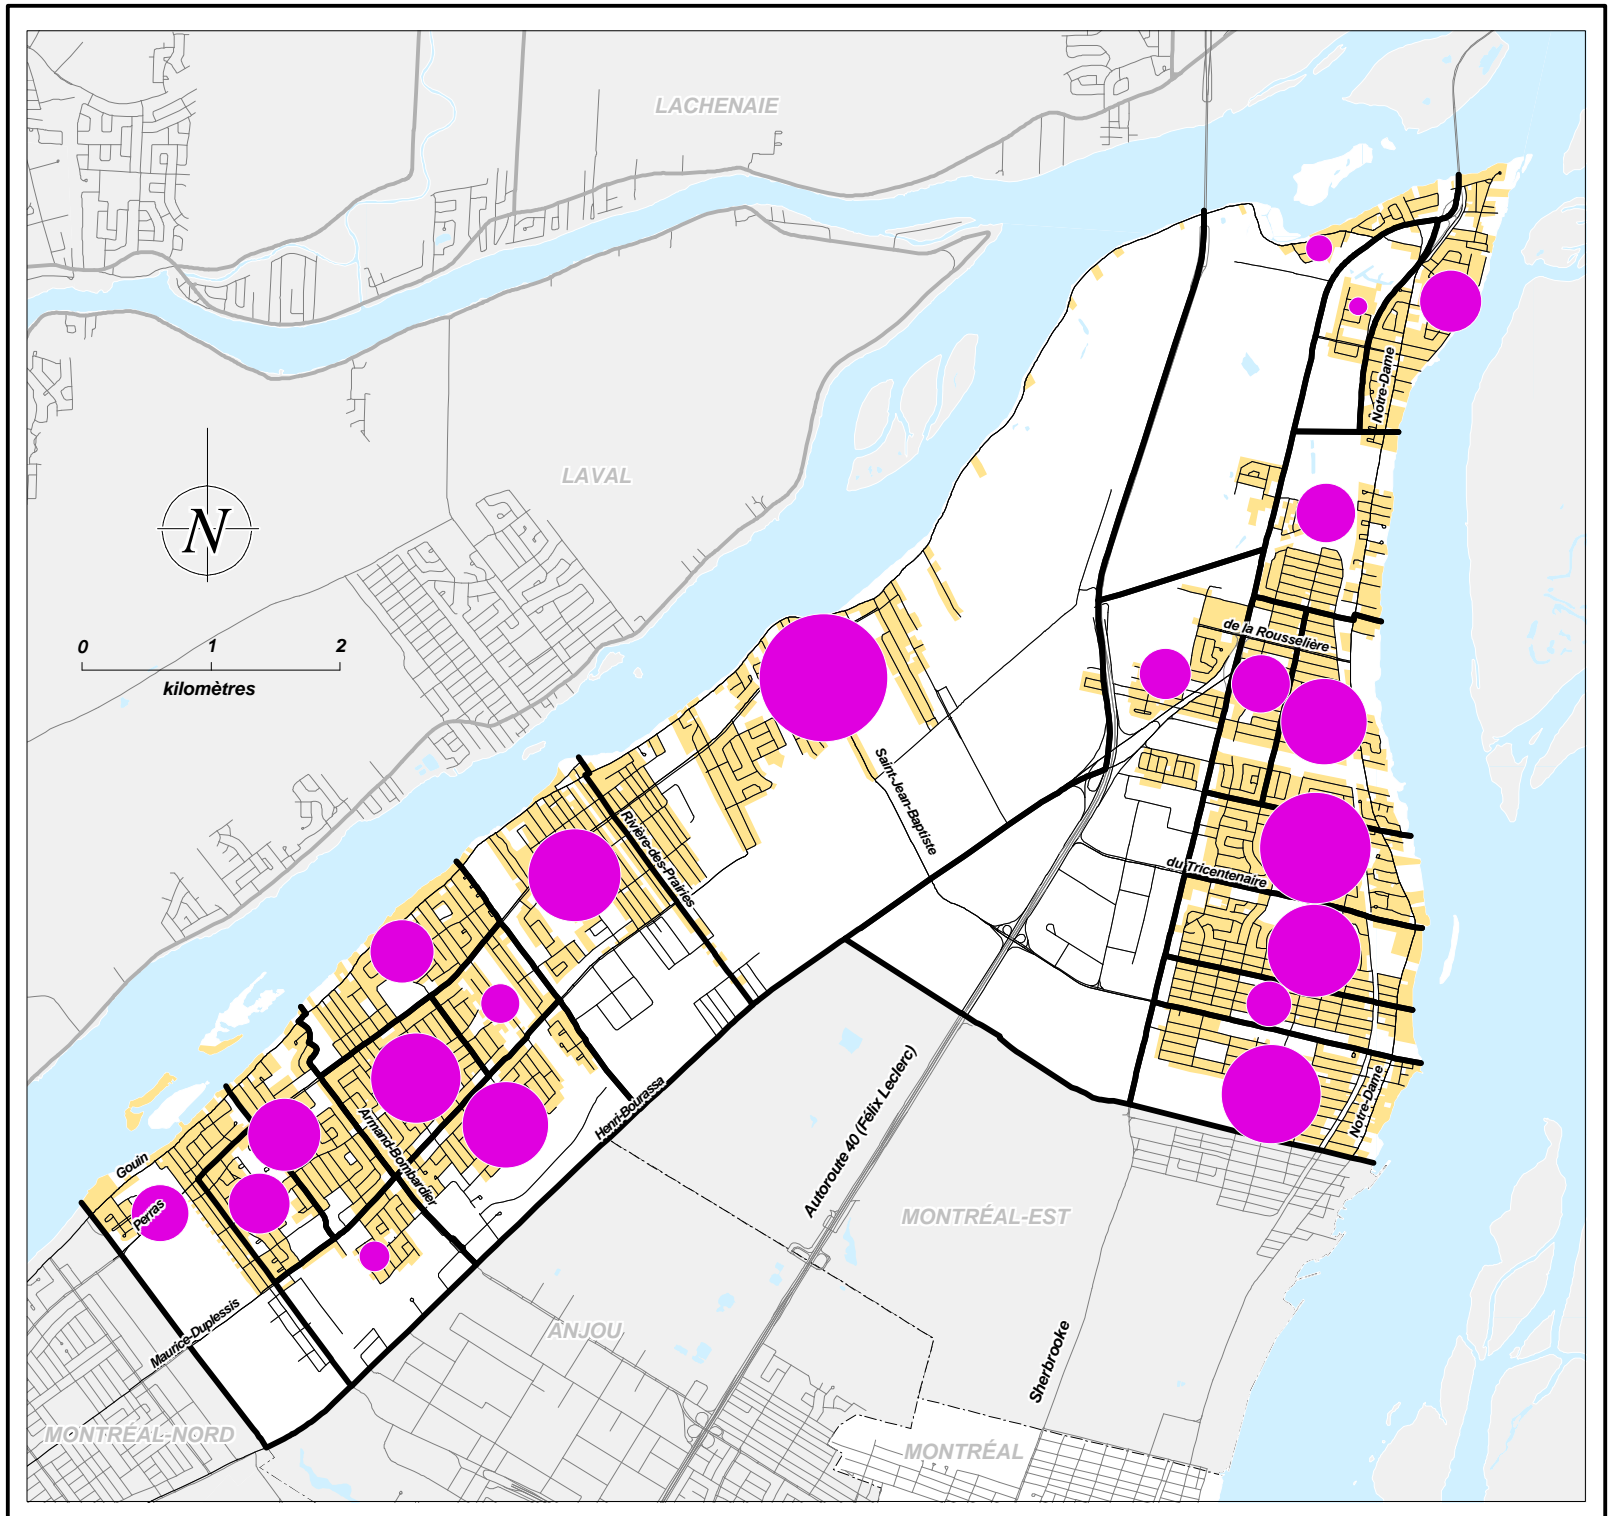 LACHENAIE
Notre-Dame
LAVAL
N
de la Rousselière
0 1 2
kilomètres
Saint-Jean-Baptiste
Rivière-des-Prairies
du Tricentenaire
Autoroute 40 (Félix Leclerc)
Henri-Bourassa
Notre-Dame
Armand-Bombardier
Gouin
Perras
MONTRÉAL-EST
Maurice-Duplessis
ANJOU
Sherbrooke
MONTRÉAL-NORD
MONTRÉAL